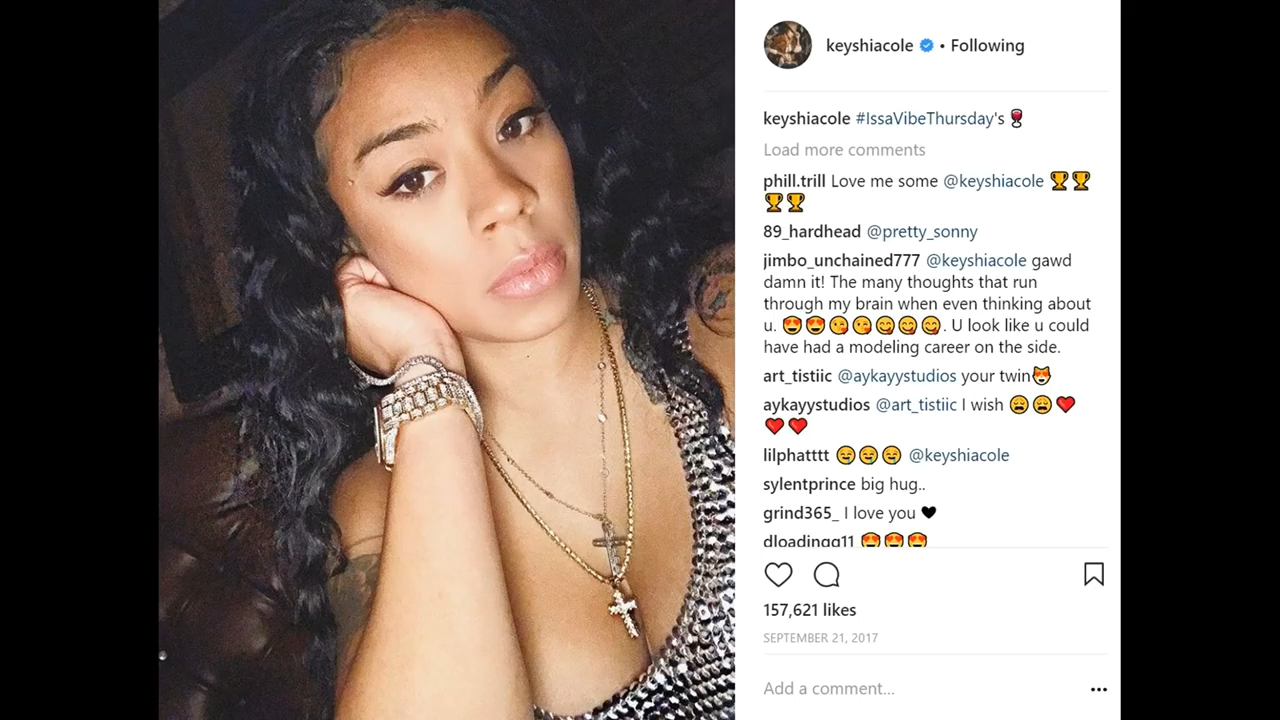 keyshiacole • Following
keyshiacole #IssaVibeThursday's 🍷
Load more comments
phill.trill Love me some @keyshiacole 🏆🏆
🏆🏆
89_hardhead @pretty_sonny
jimbo_unchained777 @keyshiacole gawd
damn it! The many thoughts that run
through my brain when even thinking about
u. 😍😍😘😘😋😋😋. U look like u could
have had a modeling career on the side.
art_tistiic @aykayystudios your twin😻
aykayystudios @art_tistiic I wish 😩😩❤️
❤️❤️
lilphatttt 🤤🤤🤤 @keyshiacole
sylentprince big hug..
grind365_ I love you 🖤
dloadingg11 😍😍😍
157,621 likes
SEPTEMBER 21, 2017
Add a comment...